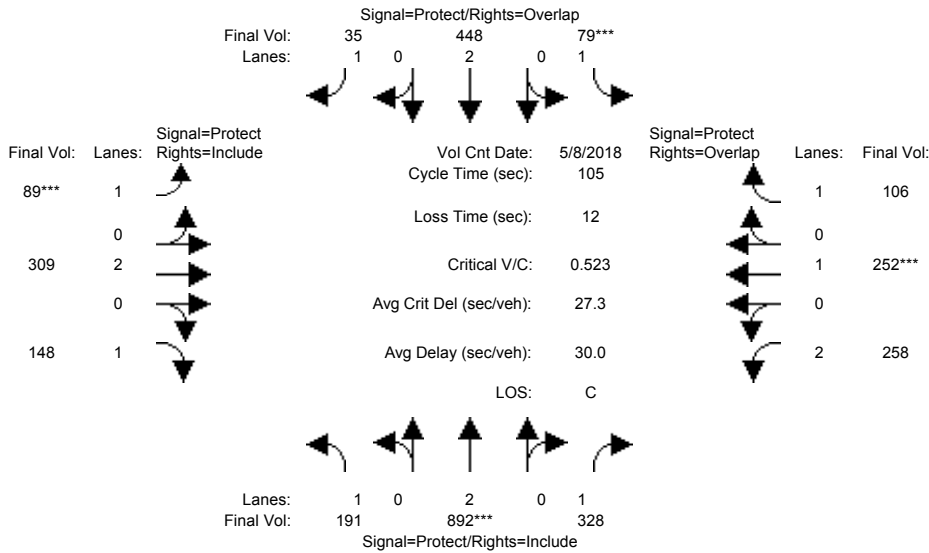 Signal=Protect/Rights=Overlap
Final Vol: 35 448 79***
Lanes: 1 0 2 0 1
Signal=Protect
Final Vol: Lanes: Rights=Include
Vol Cnt Date: 5/8/2018
Signal=Protect
Rights=Overlap Lanes: Final Vol:
Cycle Time (sec): 105
89*** 1
1 106
Loss Time (sec): 12
0
0
309 2
Critical V/C: 0.523
1 252***
0
Avg Crit Del (sec/veh): 27.3
0
148 1
Avg Delay (sec/veh): 30.0
2 258
LOS: C
Lanes: 1 0 2 0 1
Final Vol: 191 892*** 328
Signal=Protect/Rights=Include